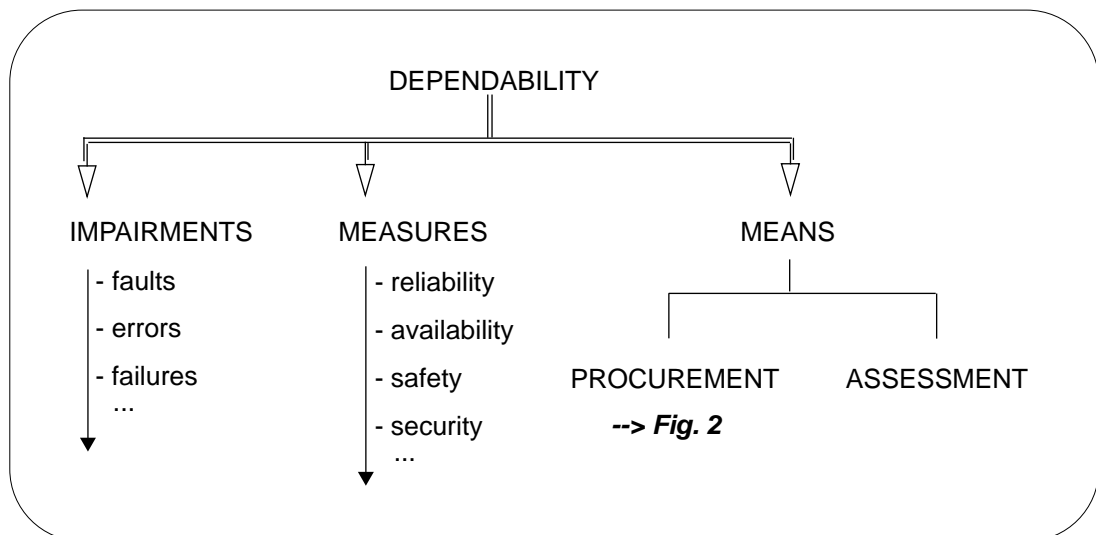 DEPENDABILITY
IMPAIRMENTS
- faults
- errors
- failures
...
MEASURES
- reliability
- availability
- safety
- security
...
MEANS
PROCUREMENT
--> Fig. 2
ASSESSMENT